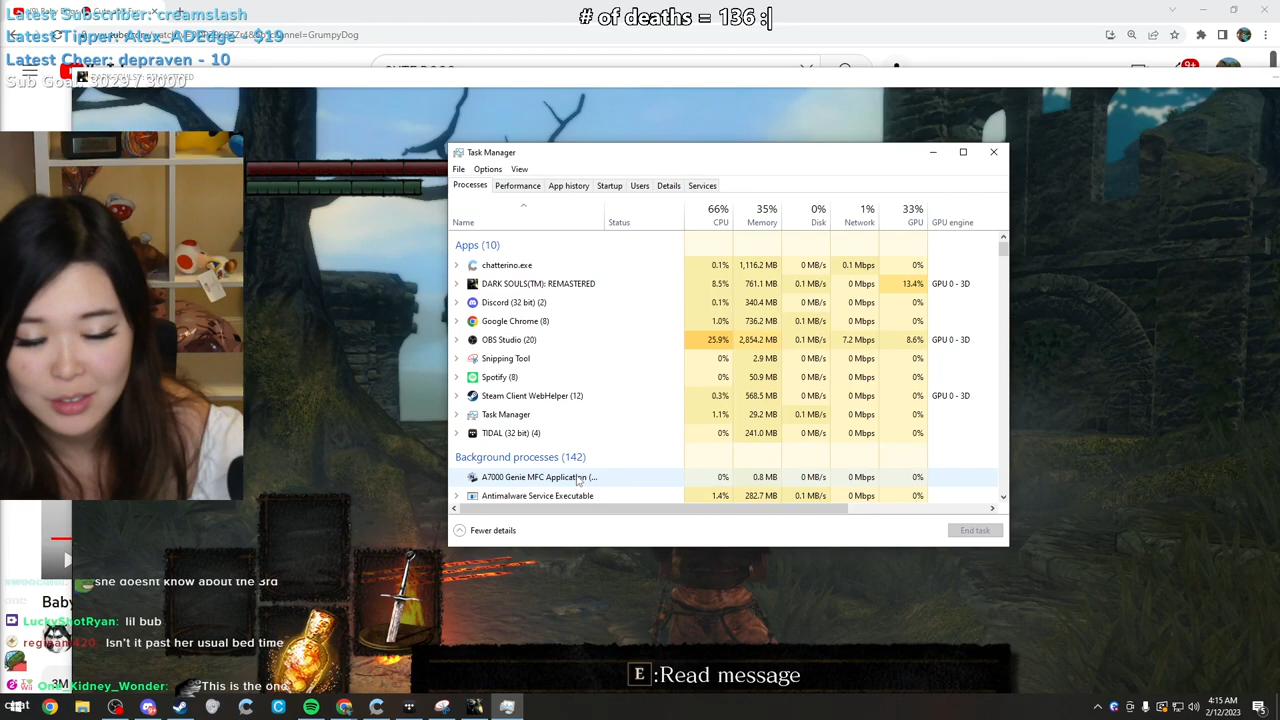 Latest Subscriber: creamslash
# of deaths = 136 :|
Latest Tipper: Alex_ADEdge - $19
channel=GrumpyDog
Latest Cheer: depraven - 10
Sub Goal: 3029 / 3000
9+
Task Manager
File Options View
Processes Performance App history Startup Users Details Services
66% 35% 0% 1% 33%
Name Status CPU Memory Disk Network GPU GPU engine
Apps (10)
chatterino.exe 0.1% 1,116.2 MB 0 MB/s 0.1 Mbps 0%
DARK SOULS(TM): REMASTERED 8.5% 761.1 MB 0.1 MB/s 0 Mbps 13.4% GPU 0 - 3D
Discord (32 bit) (2) 0.1% 340.4 MB 0 MB/s 0 Mbps 0%
Google Chrome (8) 1.0% 736.2 MB 0.1 MB/s 0 Mbps 0%
OBS Studio (20) 25.9% 2,854.2 MB 0.1 MB/s 7.2 Mbps 8.6% GPU 0 - 3D
Snipping Tool 0% 2.9 MB 0 MB/s 0 Mbps 0%
Spotify (8) 0% 50.9 MB 0 MB/s 0 Mbps 0%
Steam Client WebHelper (12) 0.3% 568.5 MB 0.1 MB/s 0 Mbps 0% GPU 0 - 3D
Task Manager 1.1% 29.2 MB 0.1 MB/s 0 Mbps 0%
TIDAL (32 bit) (4) 0% 241.0 MB 0 MB/s 0 Mbps 0%
Background processes (142)
A7000 Genie MFC Application (... 0% 0.8 MB 0 MB/s 0 Mbps 0%
Antimalware Service Executable 1.4% 282.7 MB 0.1 MB/s 0 Mbps 0%
Fewer details End task
she doesnt know about the 3rd
Baby
LuckyShotRyan: lil bub
Isn't it past her usual bed time
E :Read message
3M
One_Kidney_Wonder: This is the one
chat
4:15 AM
2/12/2023
5